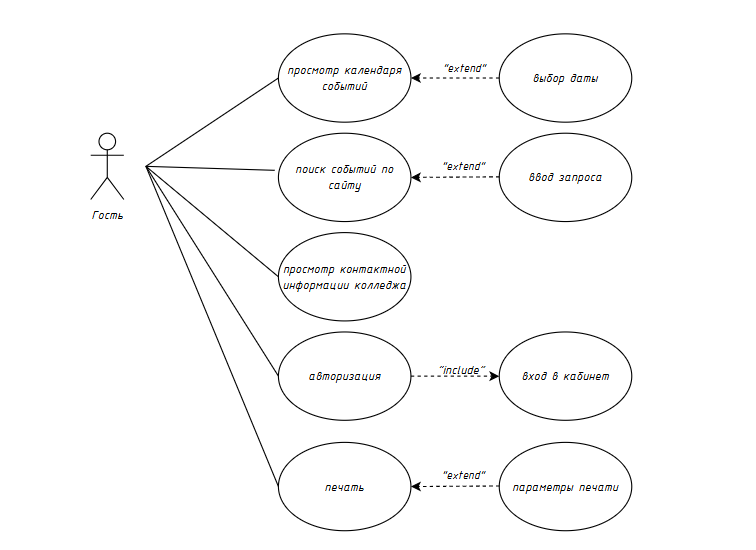 просмотр календаря
событий
"extend"
выбор даты
поиск событий по
сайту
"extend"
ввод запроса
Гость
просмотр контактной
информации колледжа
авторизация
"include"
вход в кабинет
печать
"extend"
параметры печати